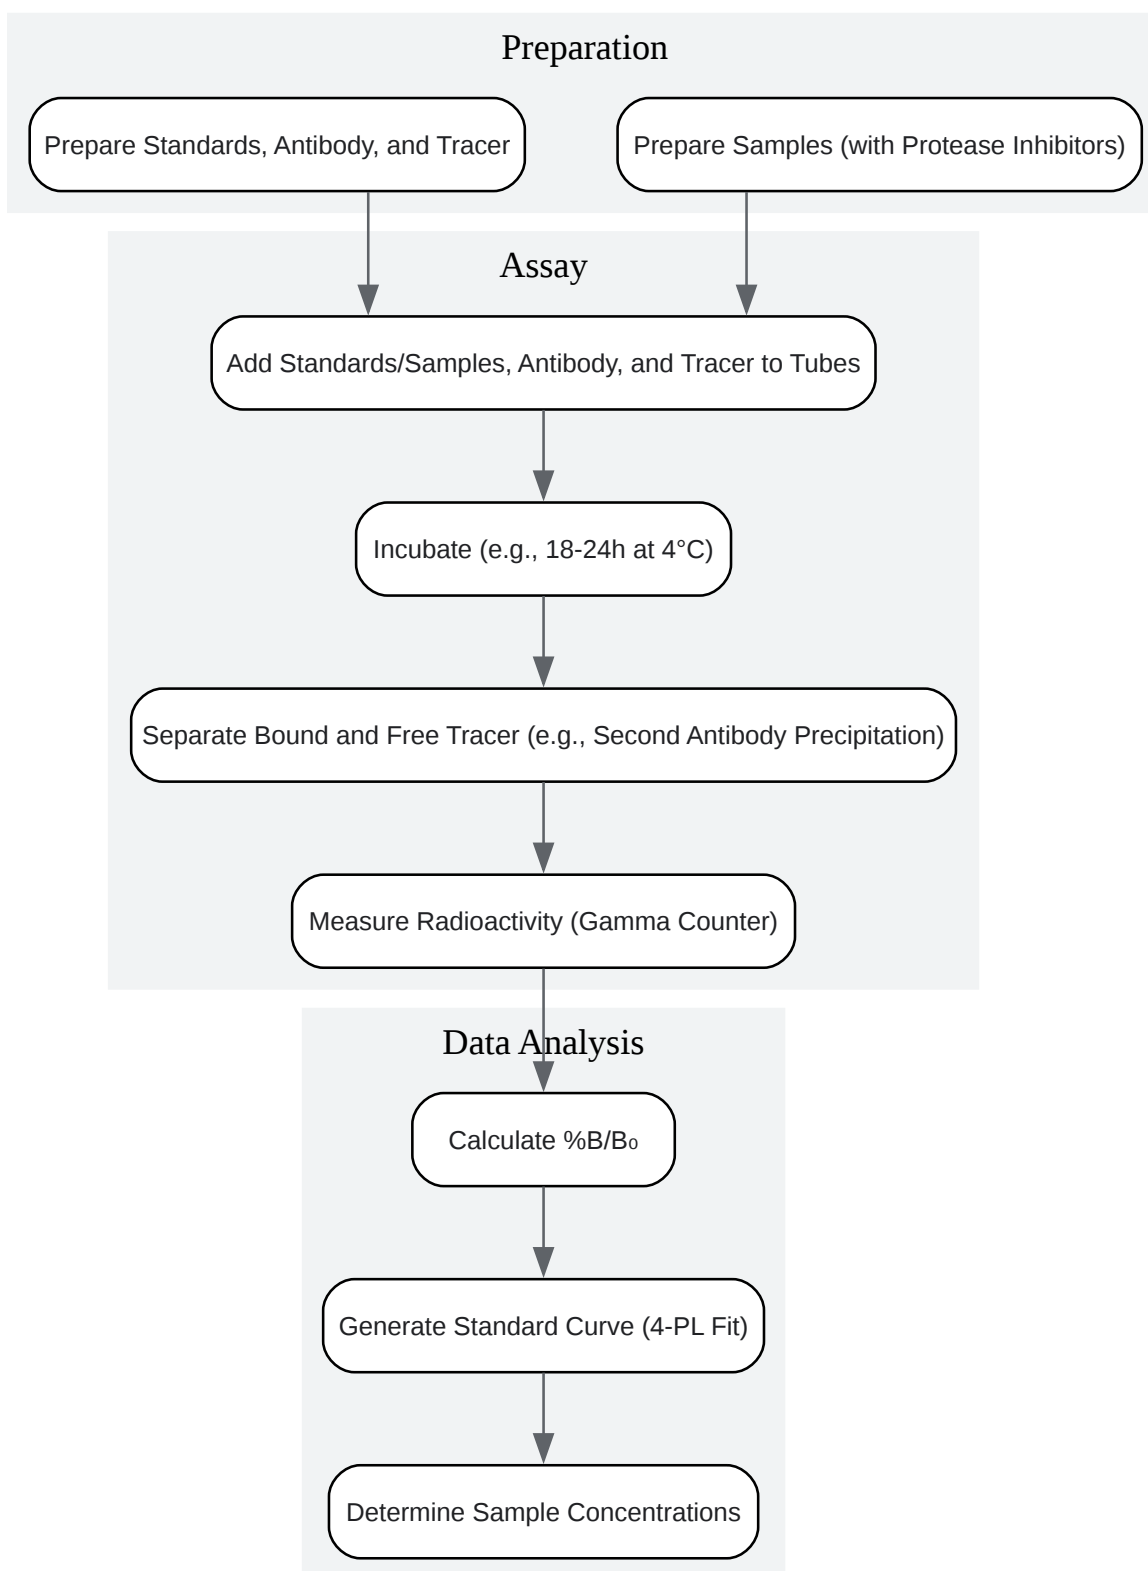 Preparation
Prepare Standards, Antibody, and Tracer
Prepare Samples (with Protease Inhibitors)
Assay
Add Standards/Samples, Antibody, and Tracer to Tubes
Incubate (e.g., 18-24h at 4°C)
Separate Bound and Free Tracer (e.g., Second Antibody Precipitation)
Measure Radioactivity (Gamma Counter)
Data Analysis
Calculate %B/B₀
Generate Standard Curve (4-PL Fit)
Determine Sample Concentrations